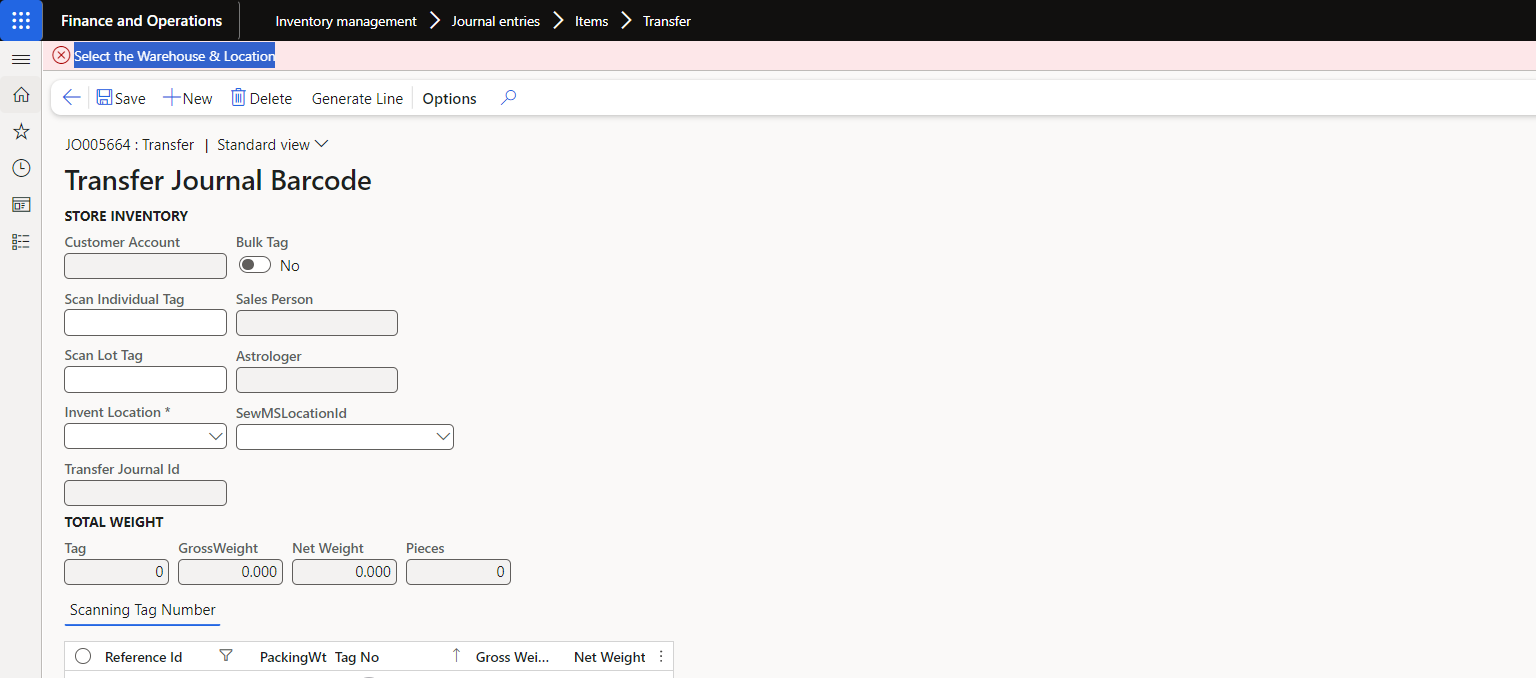 Finance and Operations Inventory management Journal entries Items Transfer
Select the Warehouse & Location
Save New Delete Generate Line Options
JO005664 : Transfer | Standard view
Transfer Journal Barcode
STORE INVENTORY
Customer Account Bulk Tag
No
Scan Individual Tag Sales Person
Scan Lot Tag Astrologer
Invent Location * SewMSLocationId
Transfer Journal Id
TOTAL WEIGHT
Tag GrossWeight Net Weight Pieces
0 0.000 0.000 0
Scanning Tag Number
Reference Id PackingWt Tag No Gross Wei... Net Weight